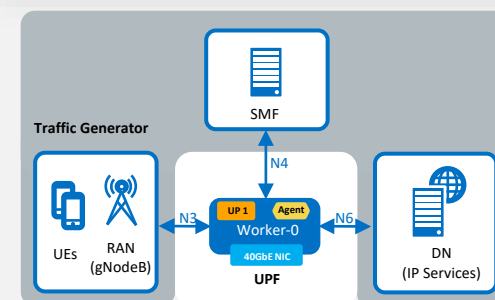 SMF
Traffic Generator
N4
UP 1
Agent
N3
Worker-0
N6
40GbE NIC
UEs
RAN
(gNodeB)
UPF
DN
(IP Services)